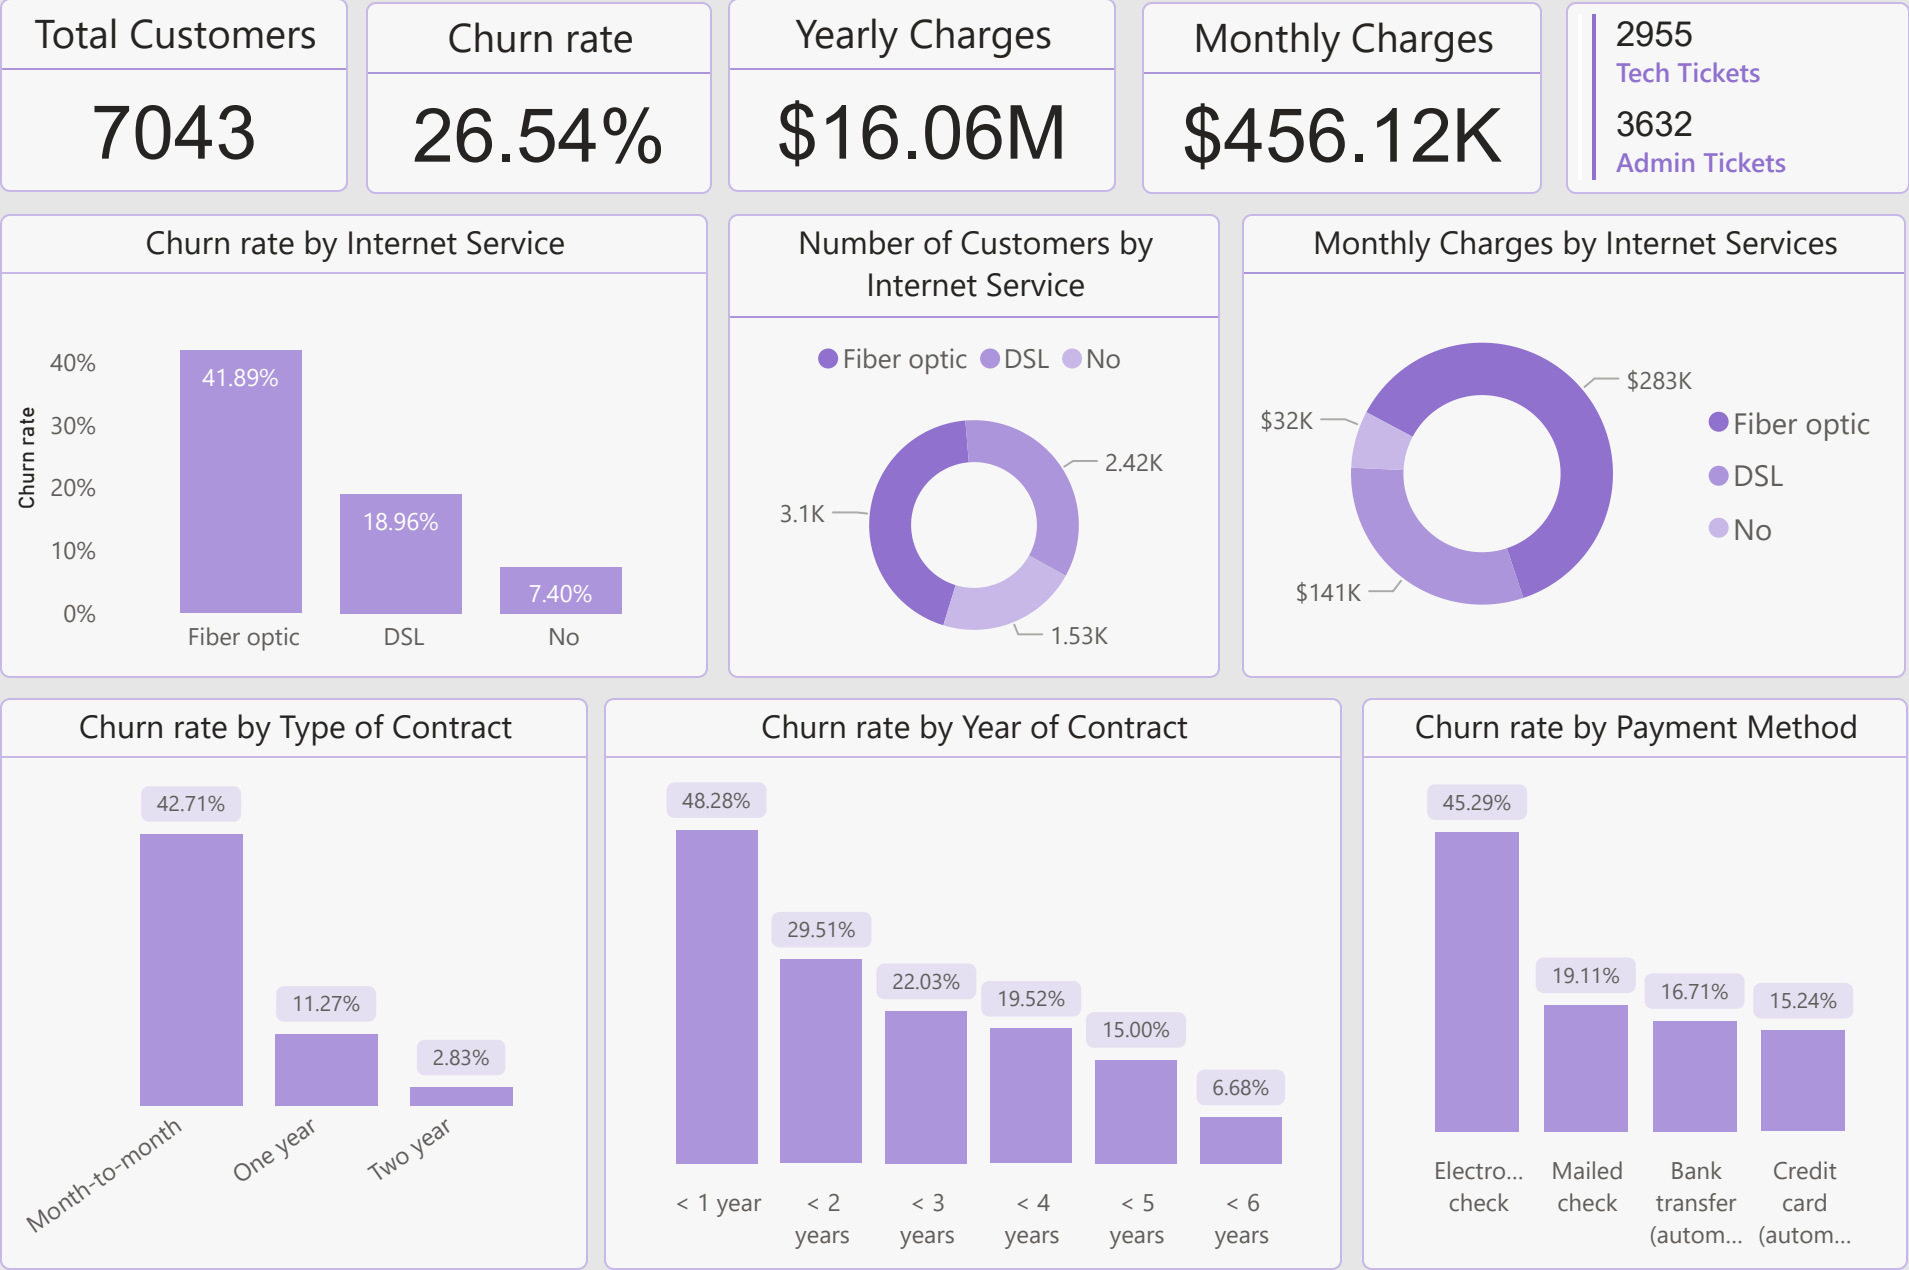 Total Customers
7043
Churn rate
26.54%
Yearly Charges
$16.06M
Monthly Charges
$456.12K
2955
Tech Tickets
3632
Admin Tickets
Churn rate by Internet Service
Churn rate
40%
30%
20%
10%
0%
41.89%
18.96%
7.40%
Fiber optic
DSL
No
Number of Customers by
Internet Service
Fiber optic
DSL
No
2.42K
3.1K
1.53K
Monthly Charges by Internet Services
$283K
$32K
$141K
Fiber optic
DSL
No
Churn rate by Type of Contract
42.71%
11.27%
2.83%
Month-to-month
One year
Two year
Churn rate by Year of Contract
48.28%
29.51%
22.03%
19.52%
15.00%
6.68%
< 1 year
< 2
years
< 3
years
< 4
years
< 5
years
< 6
years
Churn rate by Payment Method
45.29%
19.11%
16.71%
15.24%
Electro...
check
Mailed
check
Bank
transfer
(autom...
Credit
card
(autom...